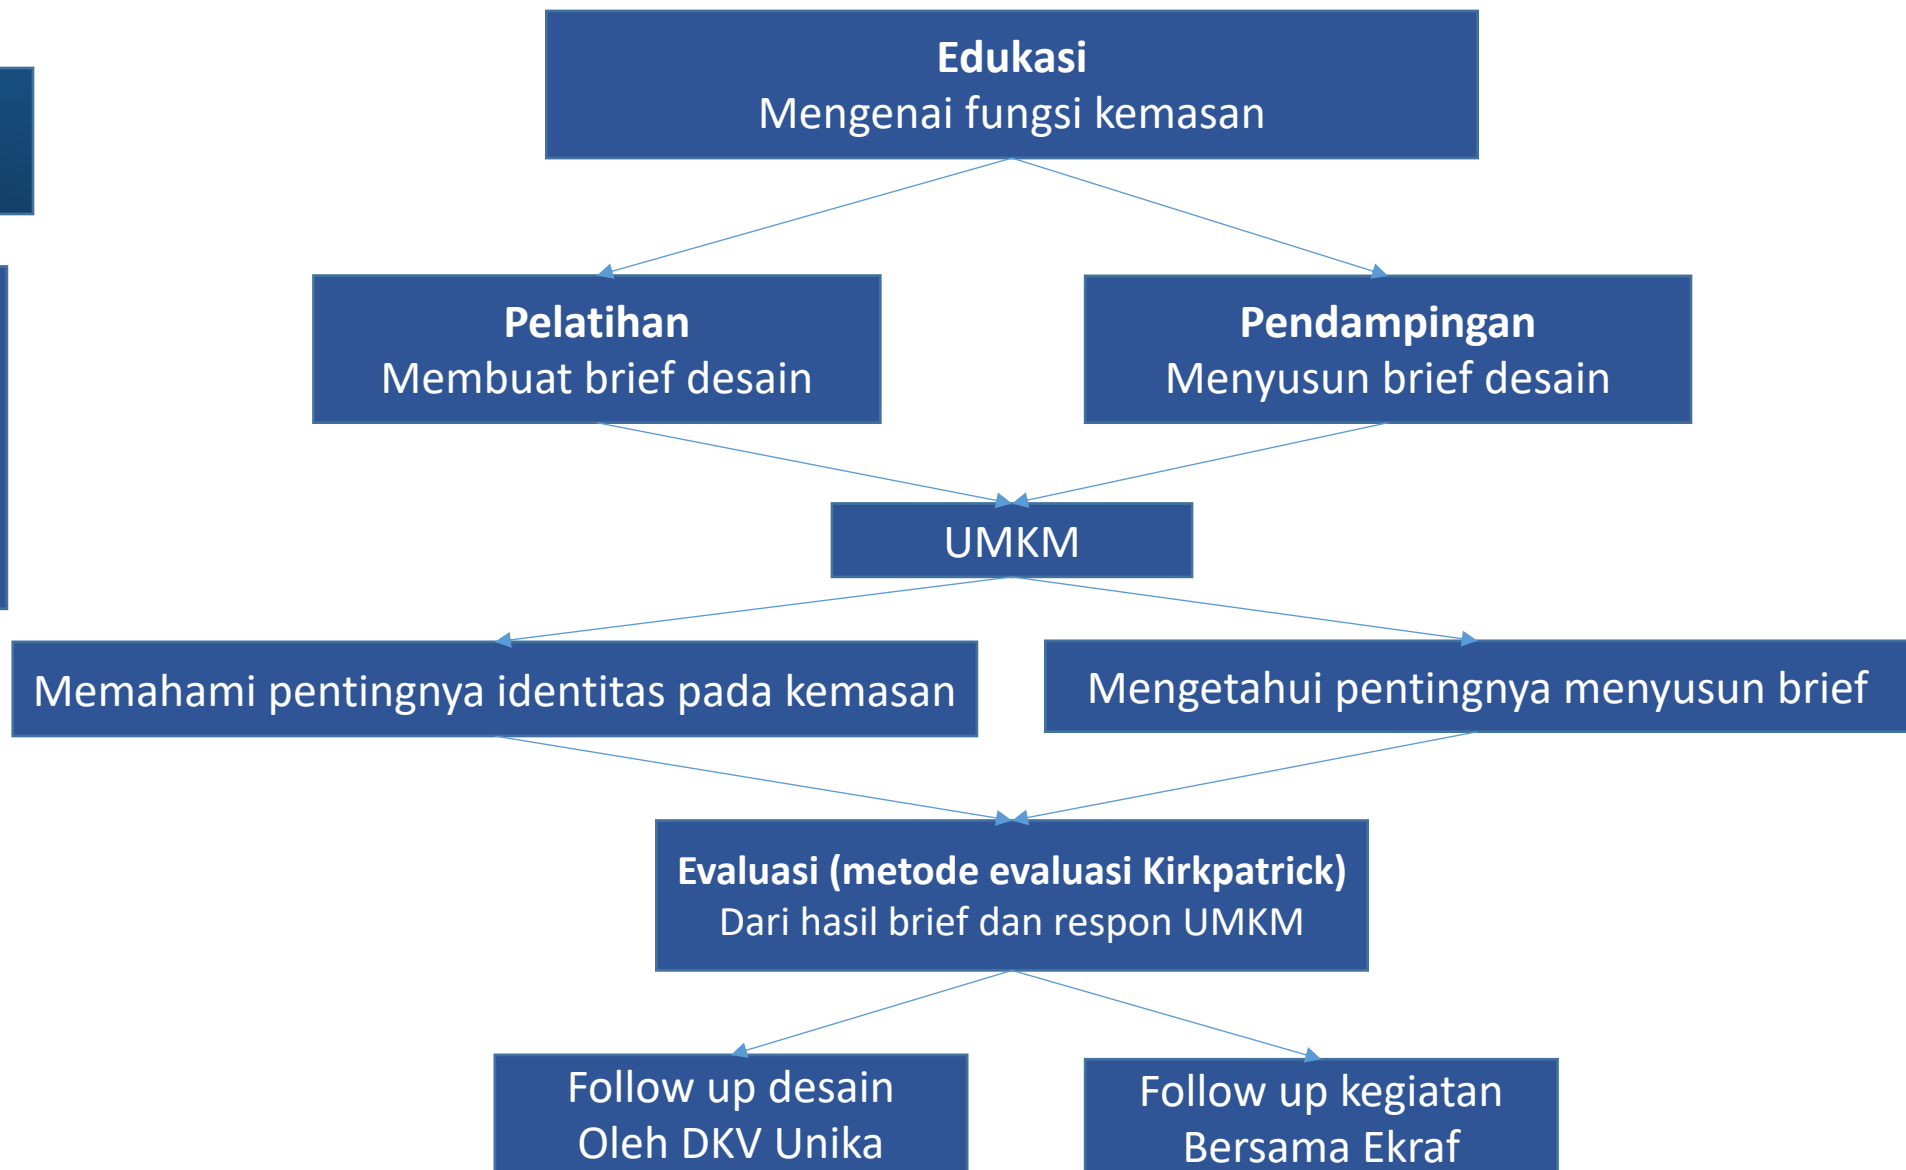 Edukasi
Mengenai fungsi kemasan
Pelatihan
Membuat brief desain
Pendampingan
Menyusun brief desain
UMKM
Memahami pentingnya identitas pada kemasan
Mengetahui pentingnya menyusun brief
Evaluasi (metode evaluasi Kirkpatrick)
Dari hasil brief dan respon UMKM
Follow up desain
Oleh DKV Unika
Follow up kegiatan
Bersama Ekraf